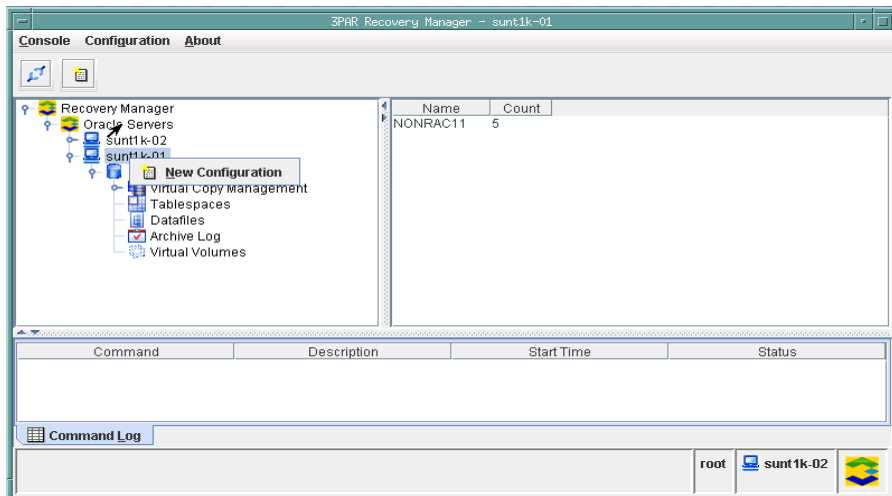 3PAR Recovery Manager - sunt1k-01
Console Configuration About
Recovery Manager
Oracle Servers
sunt1k-02
sunt1k-01
New Configuration
Virtual Copy Management
Tablespaces
Datafiles
Archive Log
Virtual Volumes
Name Count
NONRAC11 5
Command Description Start Time Status
Command Log
root sunt1k-02